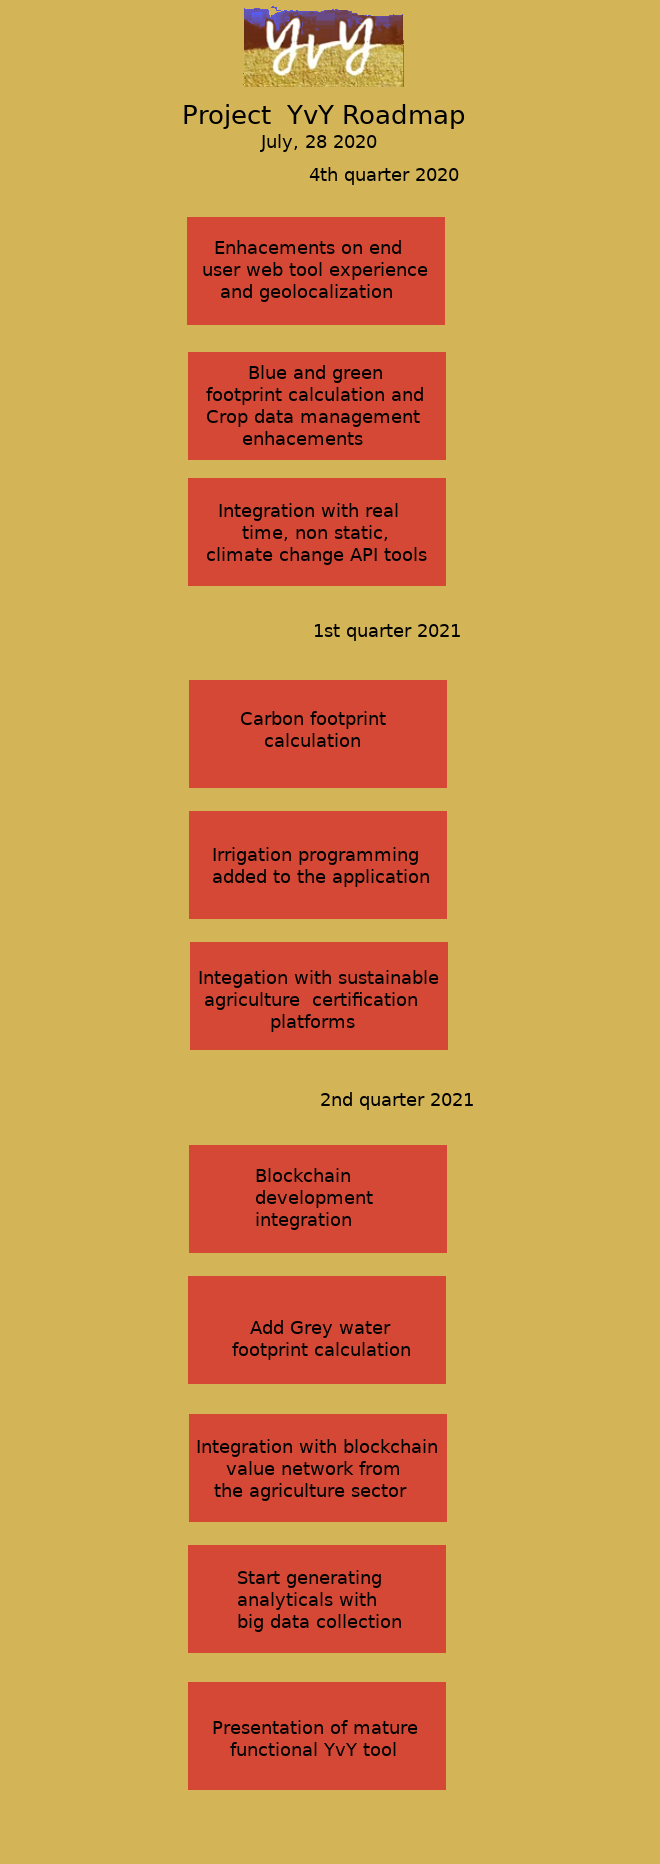 YvY
Project YvY Roadmap
July, 28 2020
4th quarter 2020
Enhacements on end
user web tool experience
and geolocalization
Blue and green
footprint calculation and
Crop data management
enhacements
Integration with real
time, non static,
climate change API tools
1st quarter 2021
Carbon footprint
calculation
Irrigation programming
added to the application
Integation with sustainable
agriculture certification
platforms
2nd quarter 2021
Blockchain
development
integration
Add Grey water
footprint calculation
Integration with blockchain
value network from
the agriculture sector
Start generating
analyticals with
big data collection
Presentation of mature
functional YvY tool